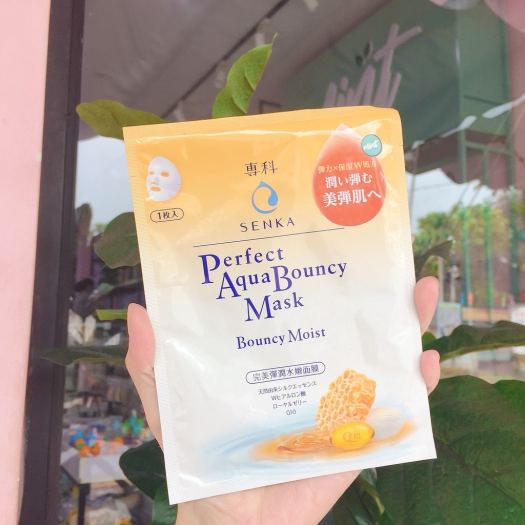 専科
SENKA
1枚入
弾力×保湿W処方
潤い弾む
美弾肌へ
Perfect
AquaBouncy
Mask
Bouncy Moist
完美彈潤水嫩面膜
天然由来シルクエッセンス
Wヒアルロン酸
ローヤルゼリー
Q10
Q10